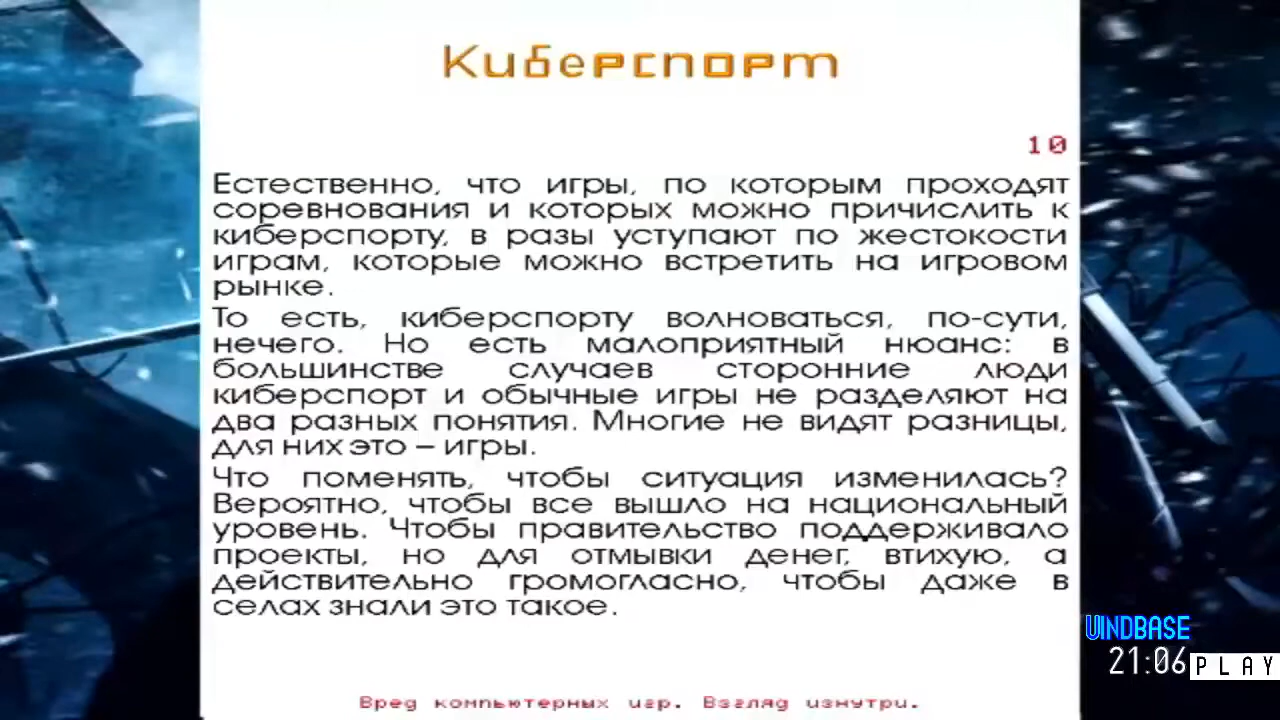 Киберспорт
10
Естественно, что игры, по которым проходят
соревнования и которых можно причислить к
киберспорту, в разы уступают по жестокости
играм, которые можно встретить на игровом
рынке.
То есть, киберспорту волноваться, по-сути,
нечего. Но есть малоприятный нюанс: в
большинстве случаев сторонние люди
киберспорт и обычные игры не разделяют на
два разных понятия. Многие не видят разницы,
для них это – игры.
Что поменять, чтобы ситуация изменилась?
Вероятно, чтобы все вышло на национальный
уровень. Чтобы правительство поддерживало
проекты, но для отмывки денег, втихую, а
действительно громогласно, чтобы даже в
селах знали это такое.
Вред компьютерных игр. Взгляд изнутри.
UINDBASE
21:06 PLAY